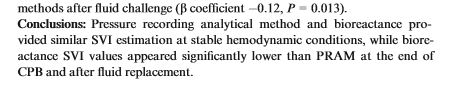 methods after fluid challenge (β coefficient −0.12, P = 0.013).
Conclusions: Pressure recording analytical method and bioreactance pro-
vided similar SVI estimation at stable hemodynamic conditions, while biore-
actance SVI values appeared significantly lower than PRAM at the end of
CPB and after fluid replacement.